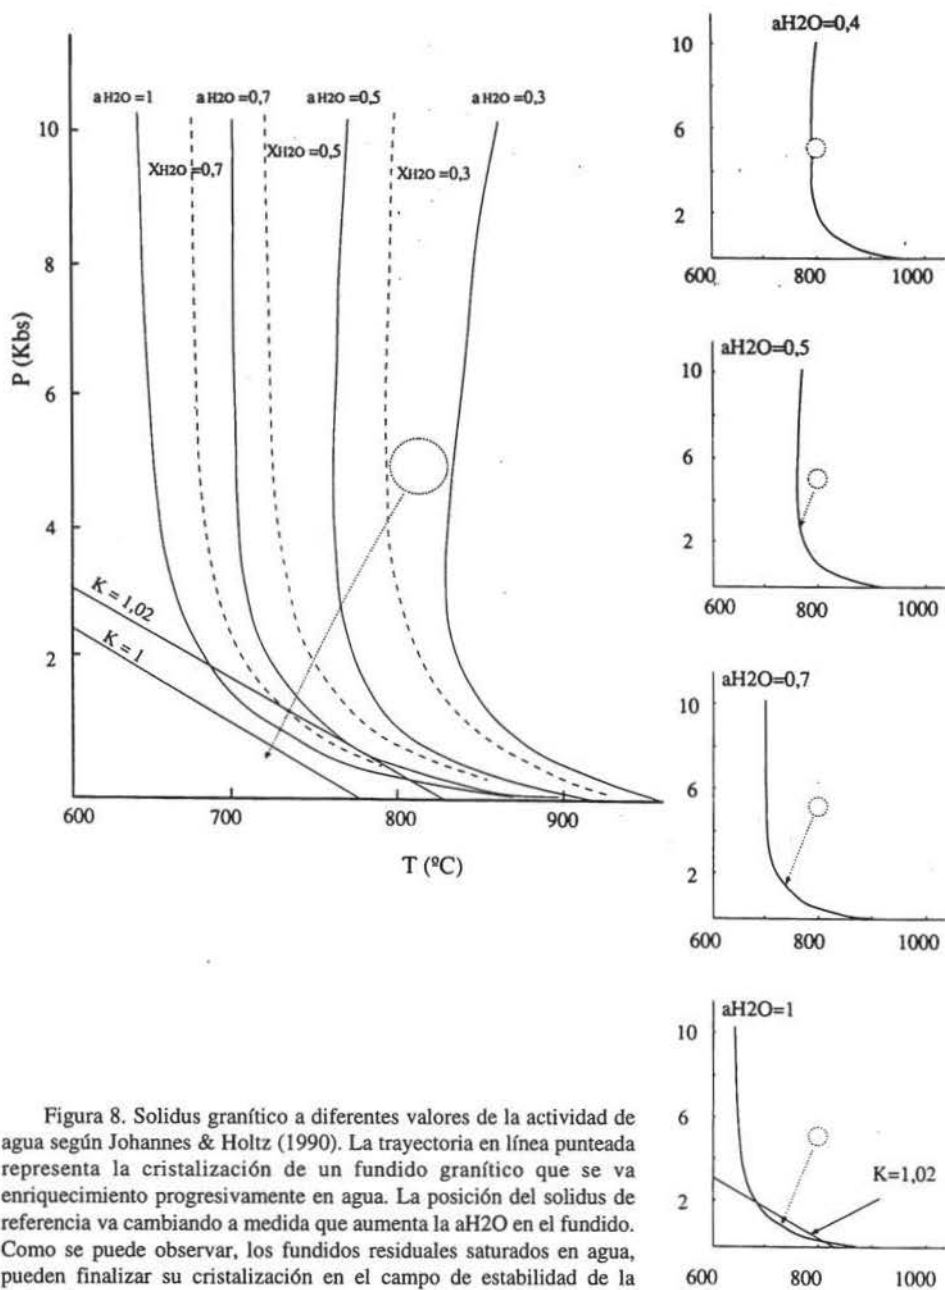 aH2O=1 aH2O=0,7 aH2O=0,5 aH2O=0,3
XH2O=0,7 XH2O=0,5 XH2O=0,3
10
8
6
4
2
P (Kbs)
K = 1,02
K = 1
600 700 800 900
T (ºC)
aH2O=0,4
10
6
2
600 800 1000
aH2O=0,5
10
6
2
600 800 1000
aH2O=0,7
10
6
2
600 800 1000
aH2O=1
10
6
2
K=1,02
600 800 1000
Figura 8. Solidus granítico a diferentes valores de la actividad de
agua según Johannes & Holtz (1990). La trayectoria en línea punteada
representa la cristalización de un fundido granítico que se va
enriquecimiento progresivamente en agua. La posición del solidus de
referencia va cambiando a medida que aumenta la aH2O en el fundido.
Como se puede observar, los fundidos residuales saturados en agua,
pueden finalizar su cristalización en el campo de estabilidad de la